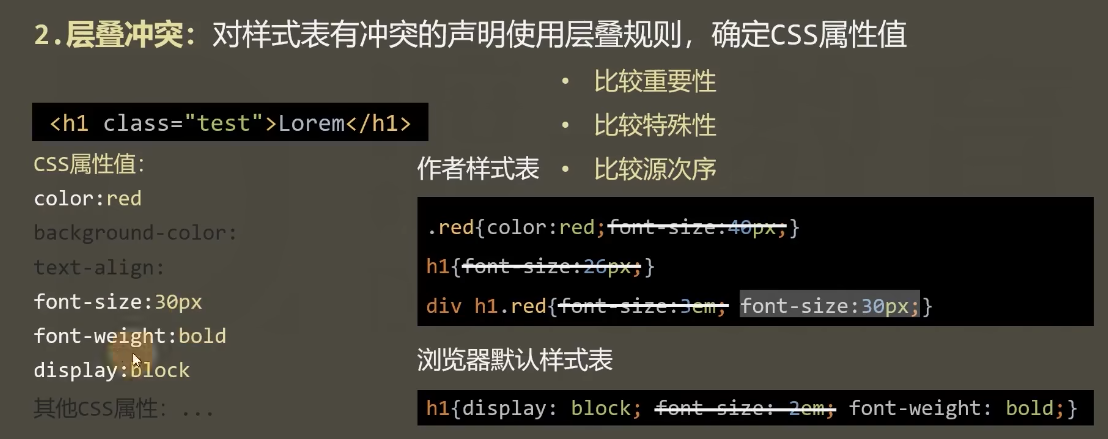 2.层叠冲突：对样式表有冲突的声明使用层叠规则，确定CSS属性值
• 比较重要性
• 比较特殊性
• 比较源次序
<h1 class="test">Lorem</h1>
CSS属性值：
color:red
background-color:
text-align:
font-size:30px
font-weight:bold
display:block
其他CSS属性：...
作者样式表
.red{color:red;font-size:40px;}
h1{font-size:26px;}
div h1.red{font-size:3em; font-size:30px;}
浏览器默认样式表
h1{display: block; font-size: 2em; font-weight: bold;}